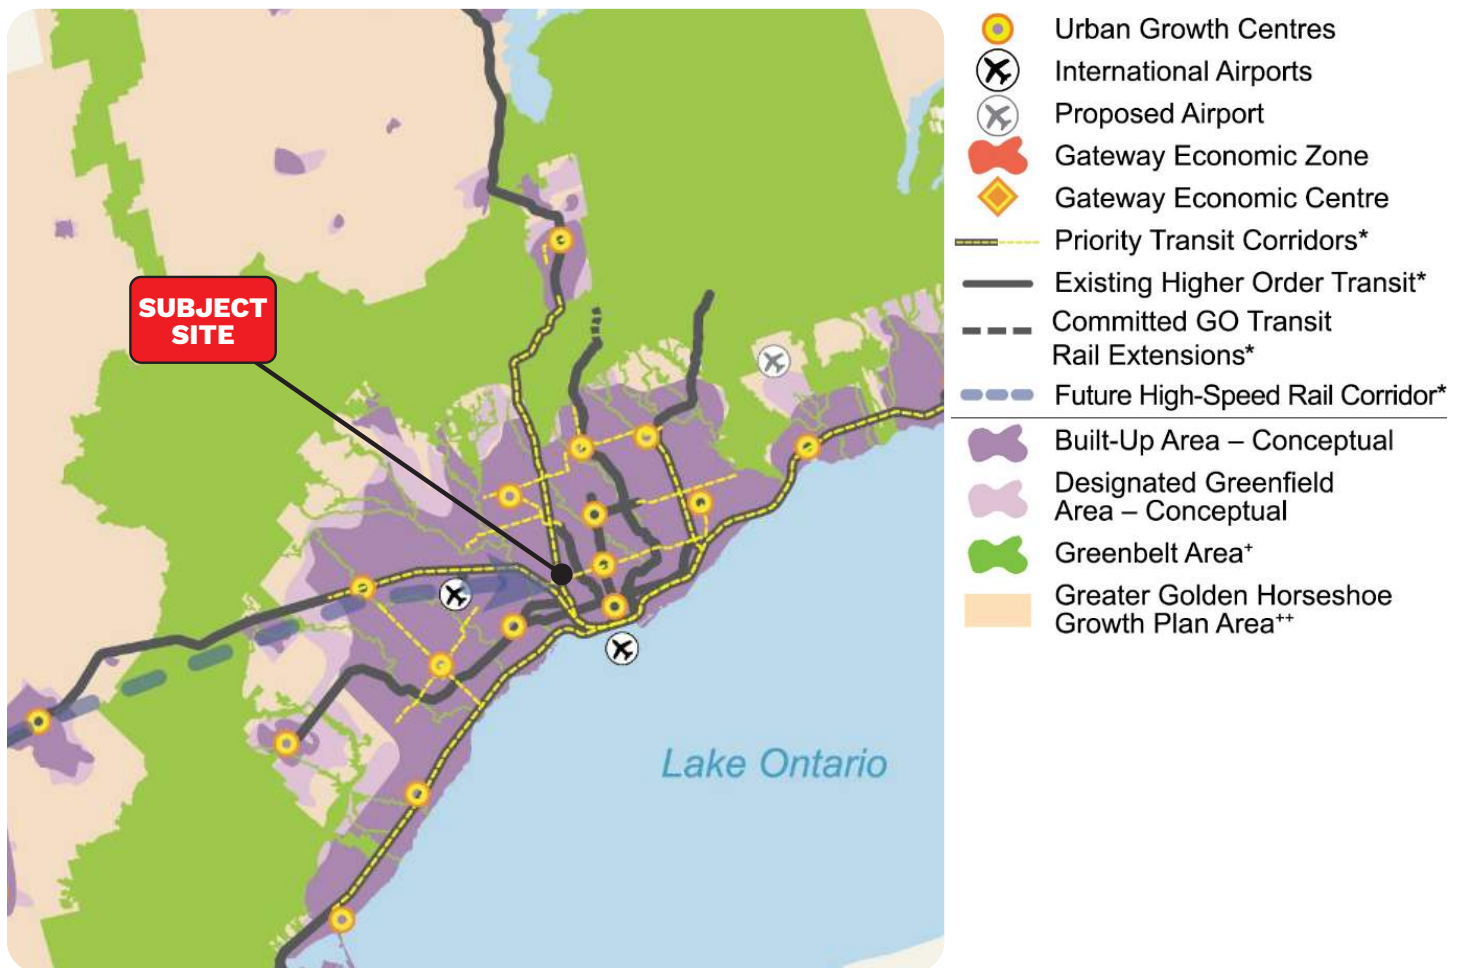 SUBJECT
SITE
Lake Ontario
Urban Growth Centres
International Airports
Proposed Airport
Gateway Economic Zone
Gateway Economic Centre
Priority Transit Corridors*
Existing Higher Order Transit*
Committed GO Transit
Rail Extensions*
Future High-Speed Rail Corridor*
Built-Up Area – Conceptual
Designated Greenfield
Area – Conceptual
Greenbelt Area⁺
Greater Golden Horseshoe
Growth Plan Area⁺⁺